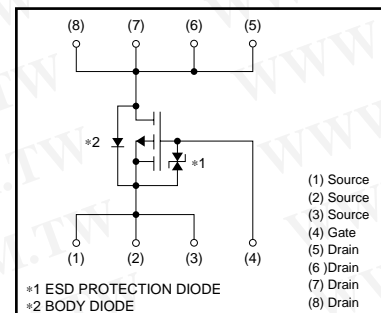 (8) (7) (6) (5)
∗2
∗1
(1) (2) (3) (4)
(1) Source
(2) Source
(3) Source
(4) Gate
(5) Drain
(6 )Drain
(7) Drain
(8) Drain
∗1 ESD PROTECTION DIODE
∗2 BODY DIODE